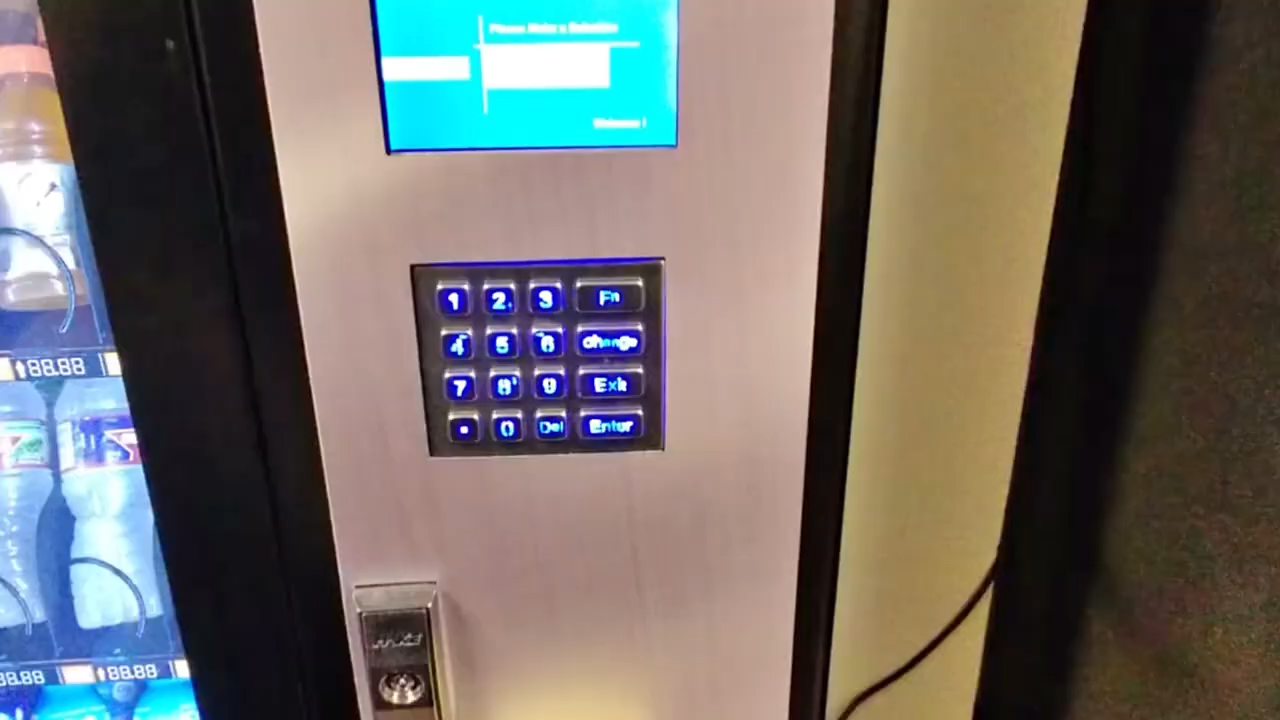 Please Make a Selection
Welcome!
1 2 3 Fn
4 5 6 change
7 8 9 Exit
. 0 Del Enter
88.88
88.88 88.88